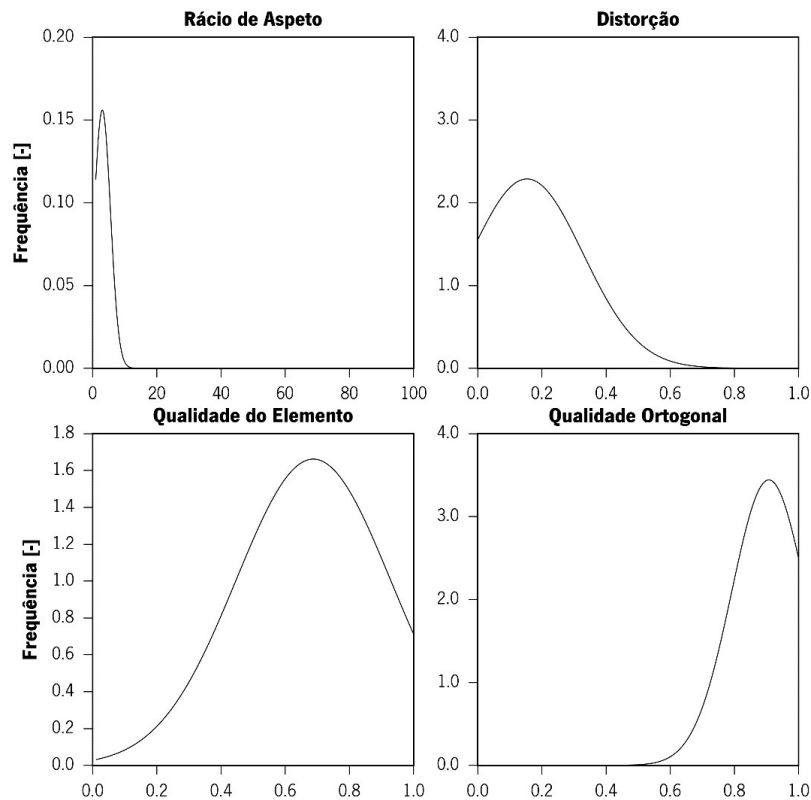 Rácio de Aspeto
Distorção
0.20
0.15
0.10
0.05
0.00
Frequência [-]
0 20 40 60 80 100
4.0
3.0
2.0
1.0
0.0
0.0 0.2 0.4 0.6 0.8 1.0
Qualidade do Elemento
Qualidade Ortogonal
1.8
1.6
1.4
1.2
1.0
0.8
0.6
0.4
0.2
0.0
Frequência [-]
0.0 0.2 0.4 0.6 0.8 1.0
4.0
3.0
2.0
1.0
0.0
0.0 0.2 0.4 0.6 0.8 1.0